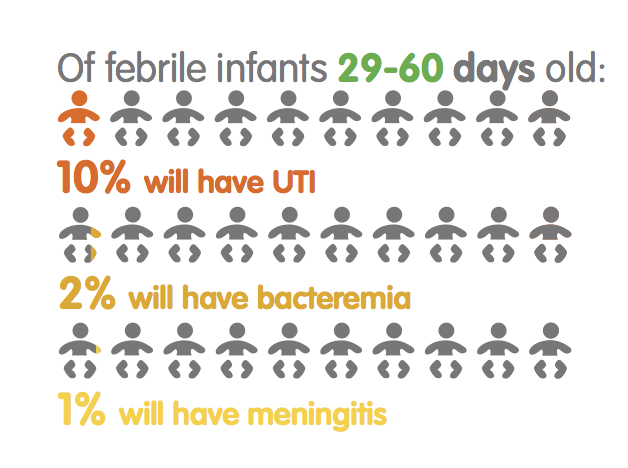 Of febrile infants 29-60 days old:
10% will have UTI
2% will have bacteremia
1% will have meningitis